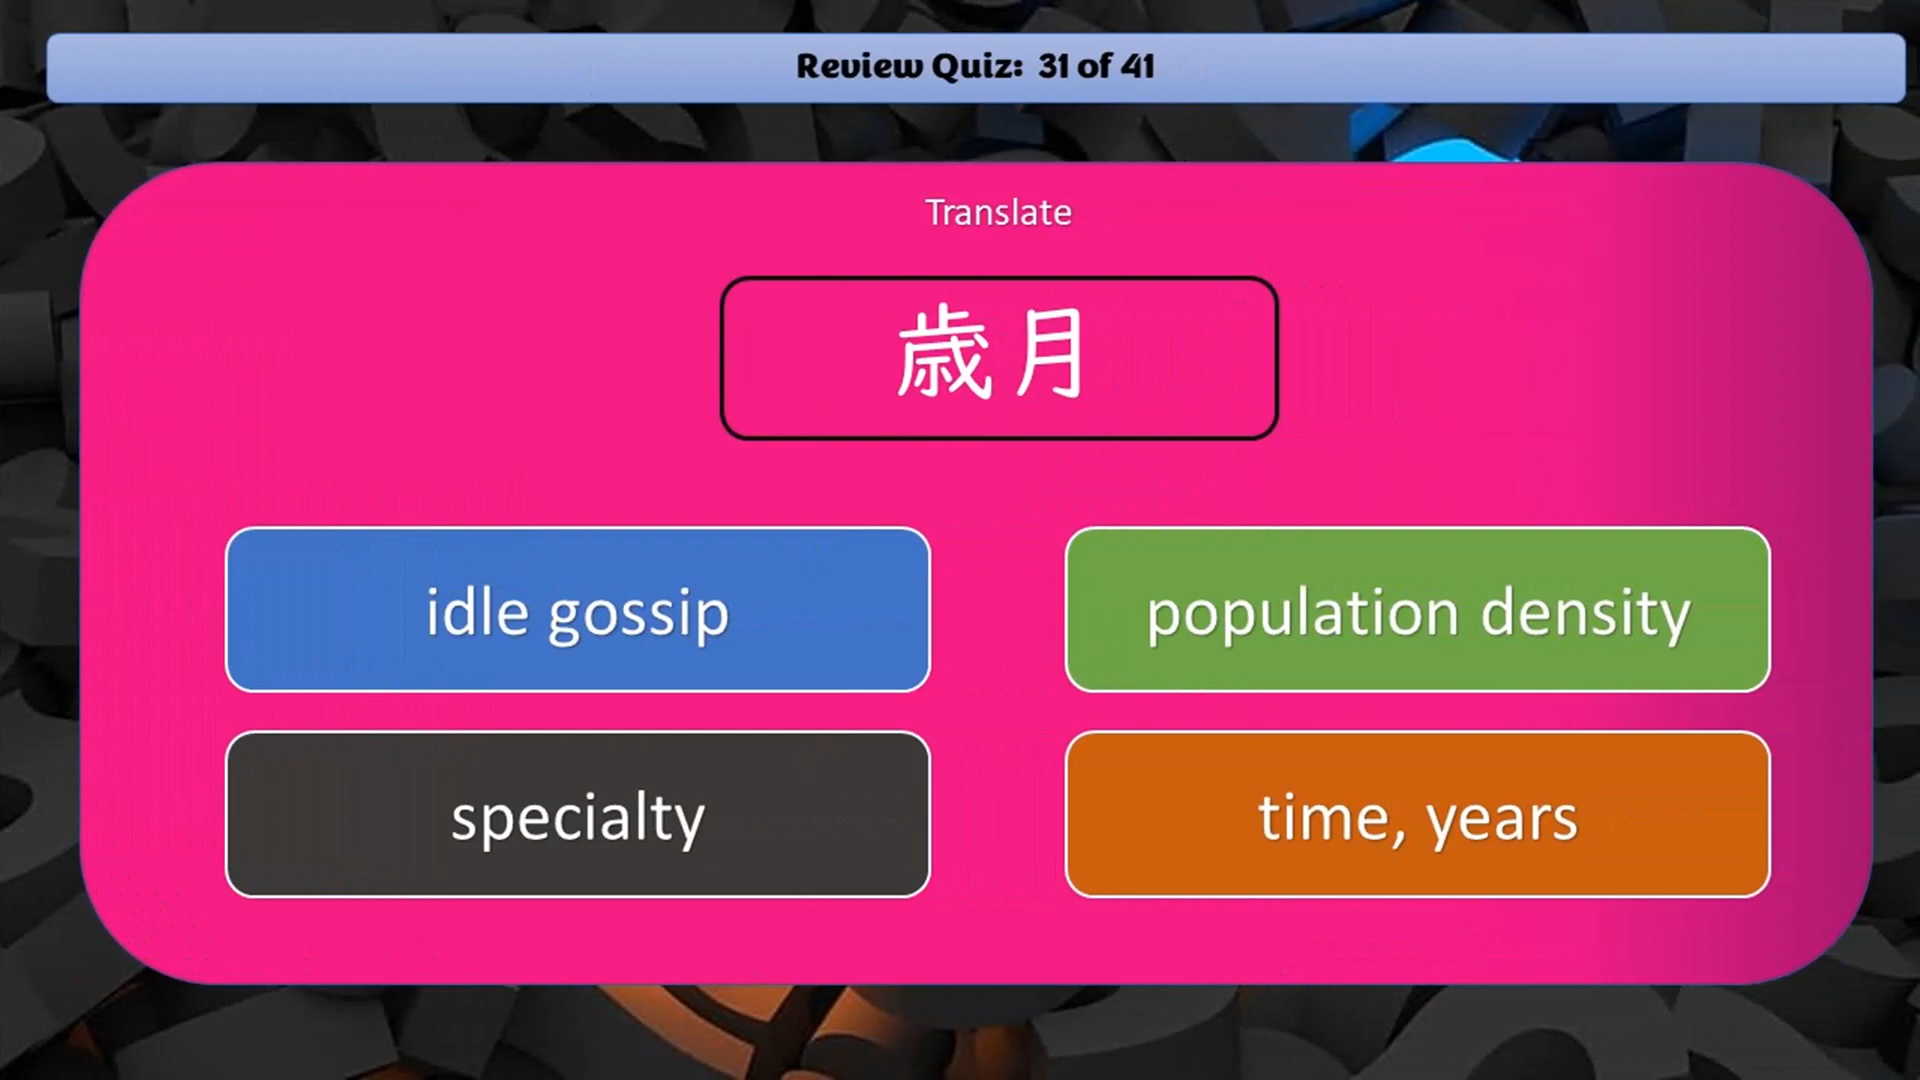 Review Quiz: 31 of 41
Translate
歳月
idle gossip
population density
specialty
time, years